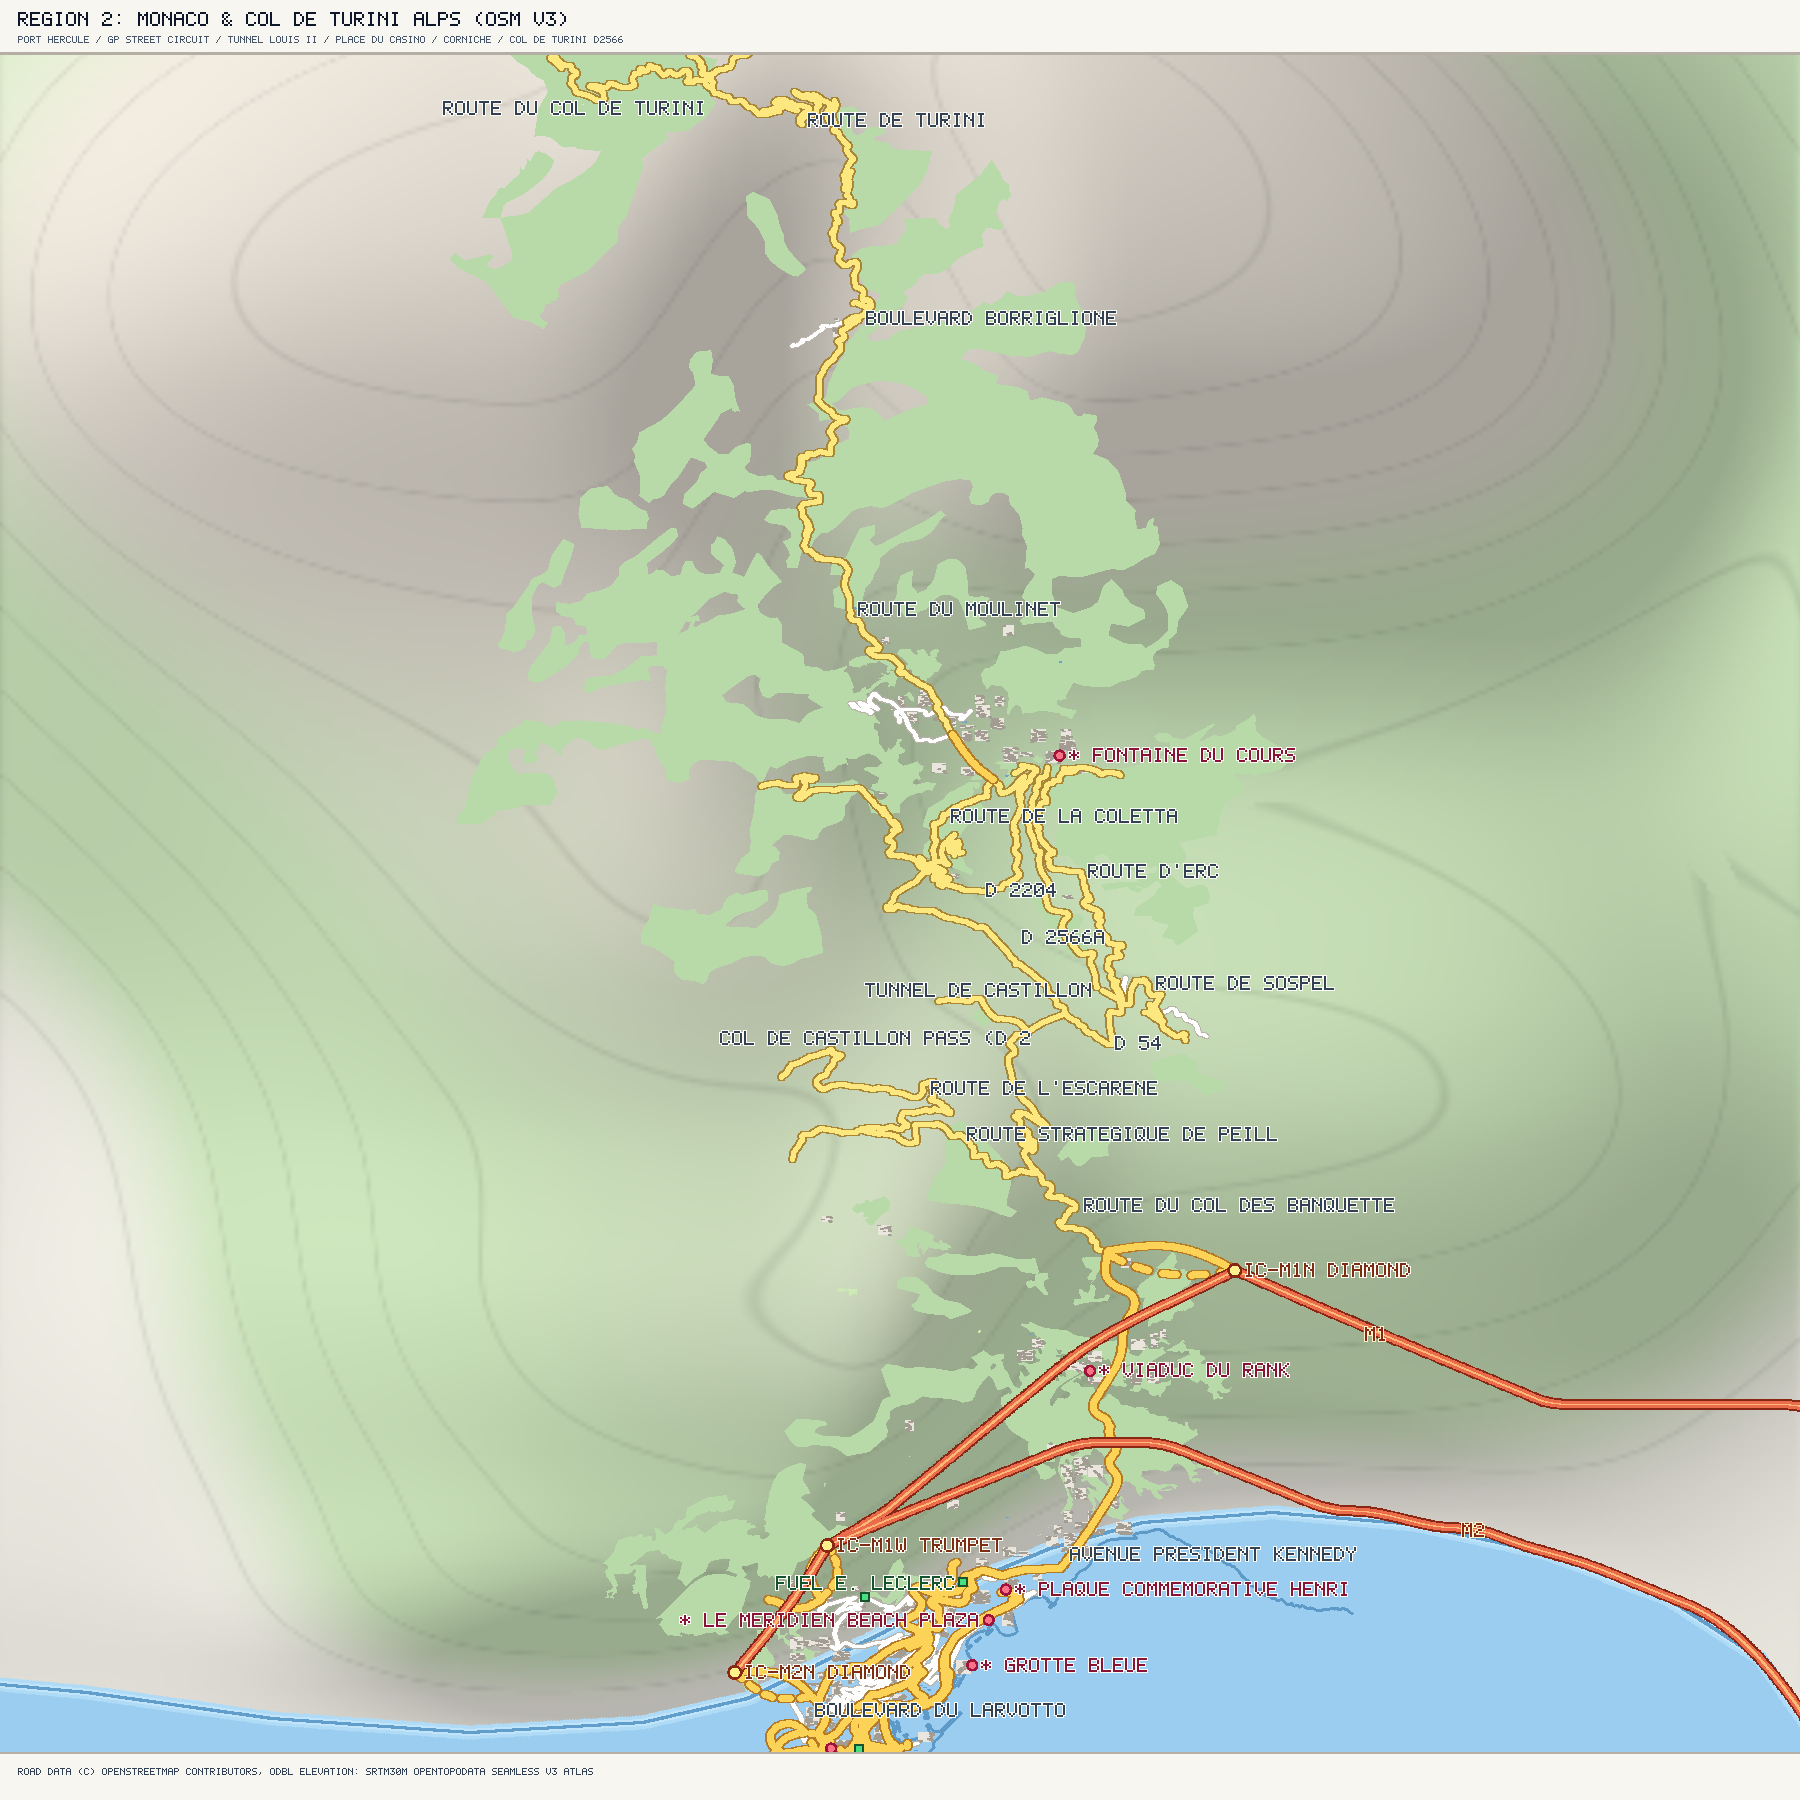 REGION 2: MONACO & COL DE TURINI ALPS (OSM V3)
PORT HERCULE / GP STREET CIRCUIT / TUNNEL LOUIS II / PLACE DU CASINO / CORNICHE / COL DE TURINI D2566
ROUTE DU COL DE TURINI
ROUTE DE TURINI
BOULEVARD BORRIGLIONE
ROUTE DU MOULINET
* FONTAINE DU COURS
ROUTE DE LA COLETTA
ROUTE D'ERC
D 2204
D 2566A
ROUTE DE SOSPEL
TUNNEL DE CASTILLON
COL DE CASTILLON PASS (D 2
D 54
ROUTE DE L'ESCARENE
ROUTE STRATEGIQUE DE PEILL
ROUTE DU COL DES BANQUETTE
IC-M1N DIAMOND
M1
* VIADUC DU RANK
M2
IC-M1W TRUMPET
AVENUE PRESIDENT KENNEDY
FUEL E. LECLERC
* PLAQUE COMMEMORATIVE HENRI
* LE MERIDIEN BEACH PLAZA
* GROTTE BLEUE
IC-M2N DIAMOND
BOULEVARD DU LARVOTTO
ROAD DATA (C) OPENSTREETMAP CONTRIBUTORS, ODBL ELEVATION: SRTM30M OPENTOPODATA SEAMLESS V3 ATLAS